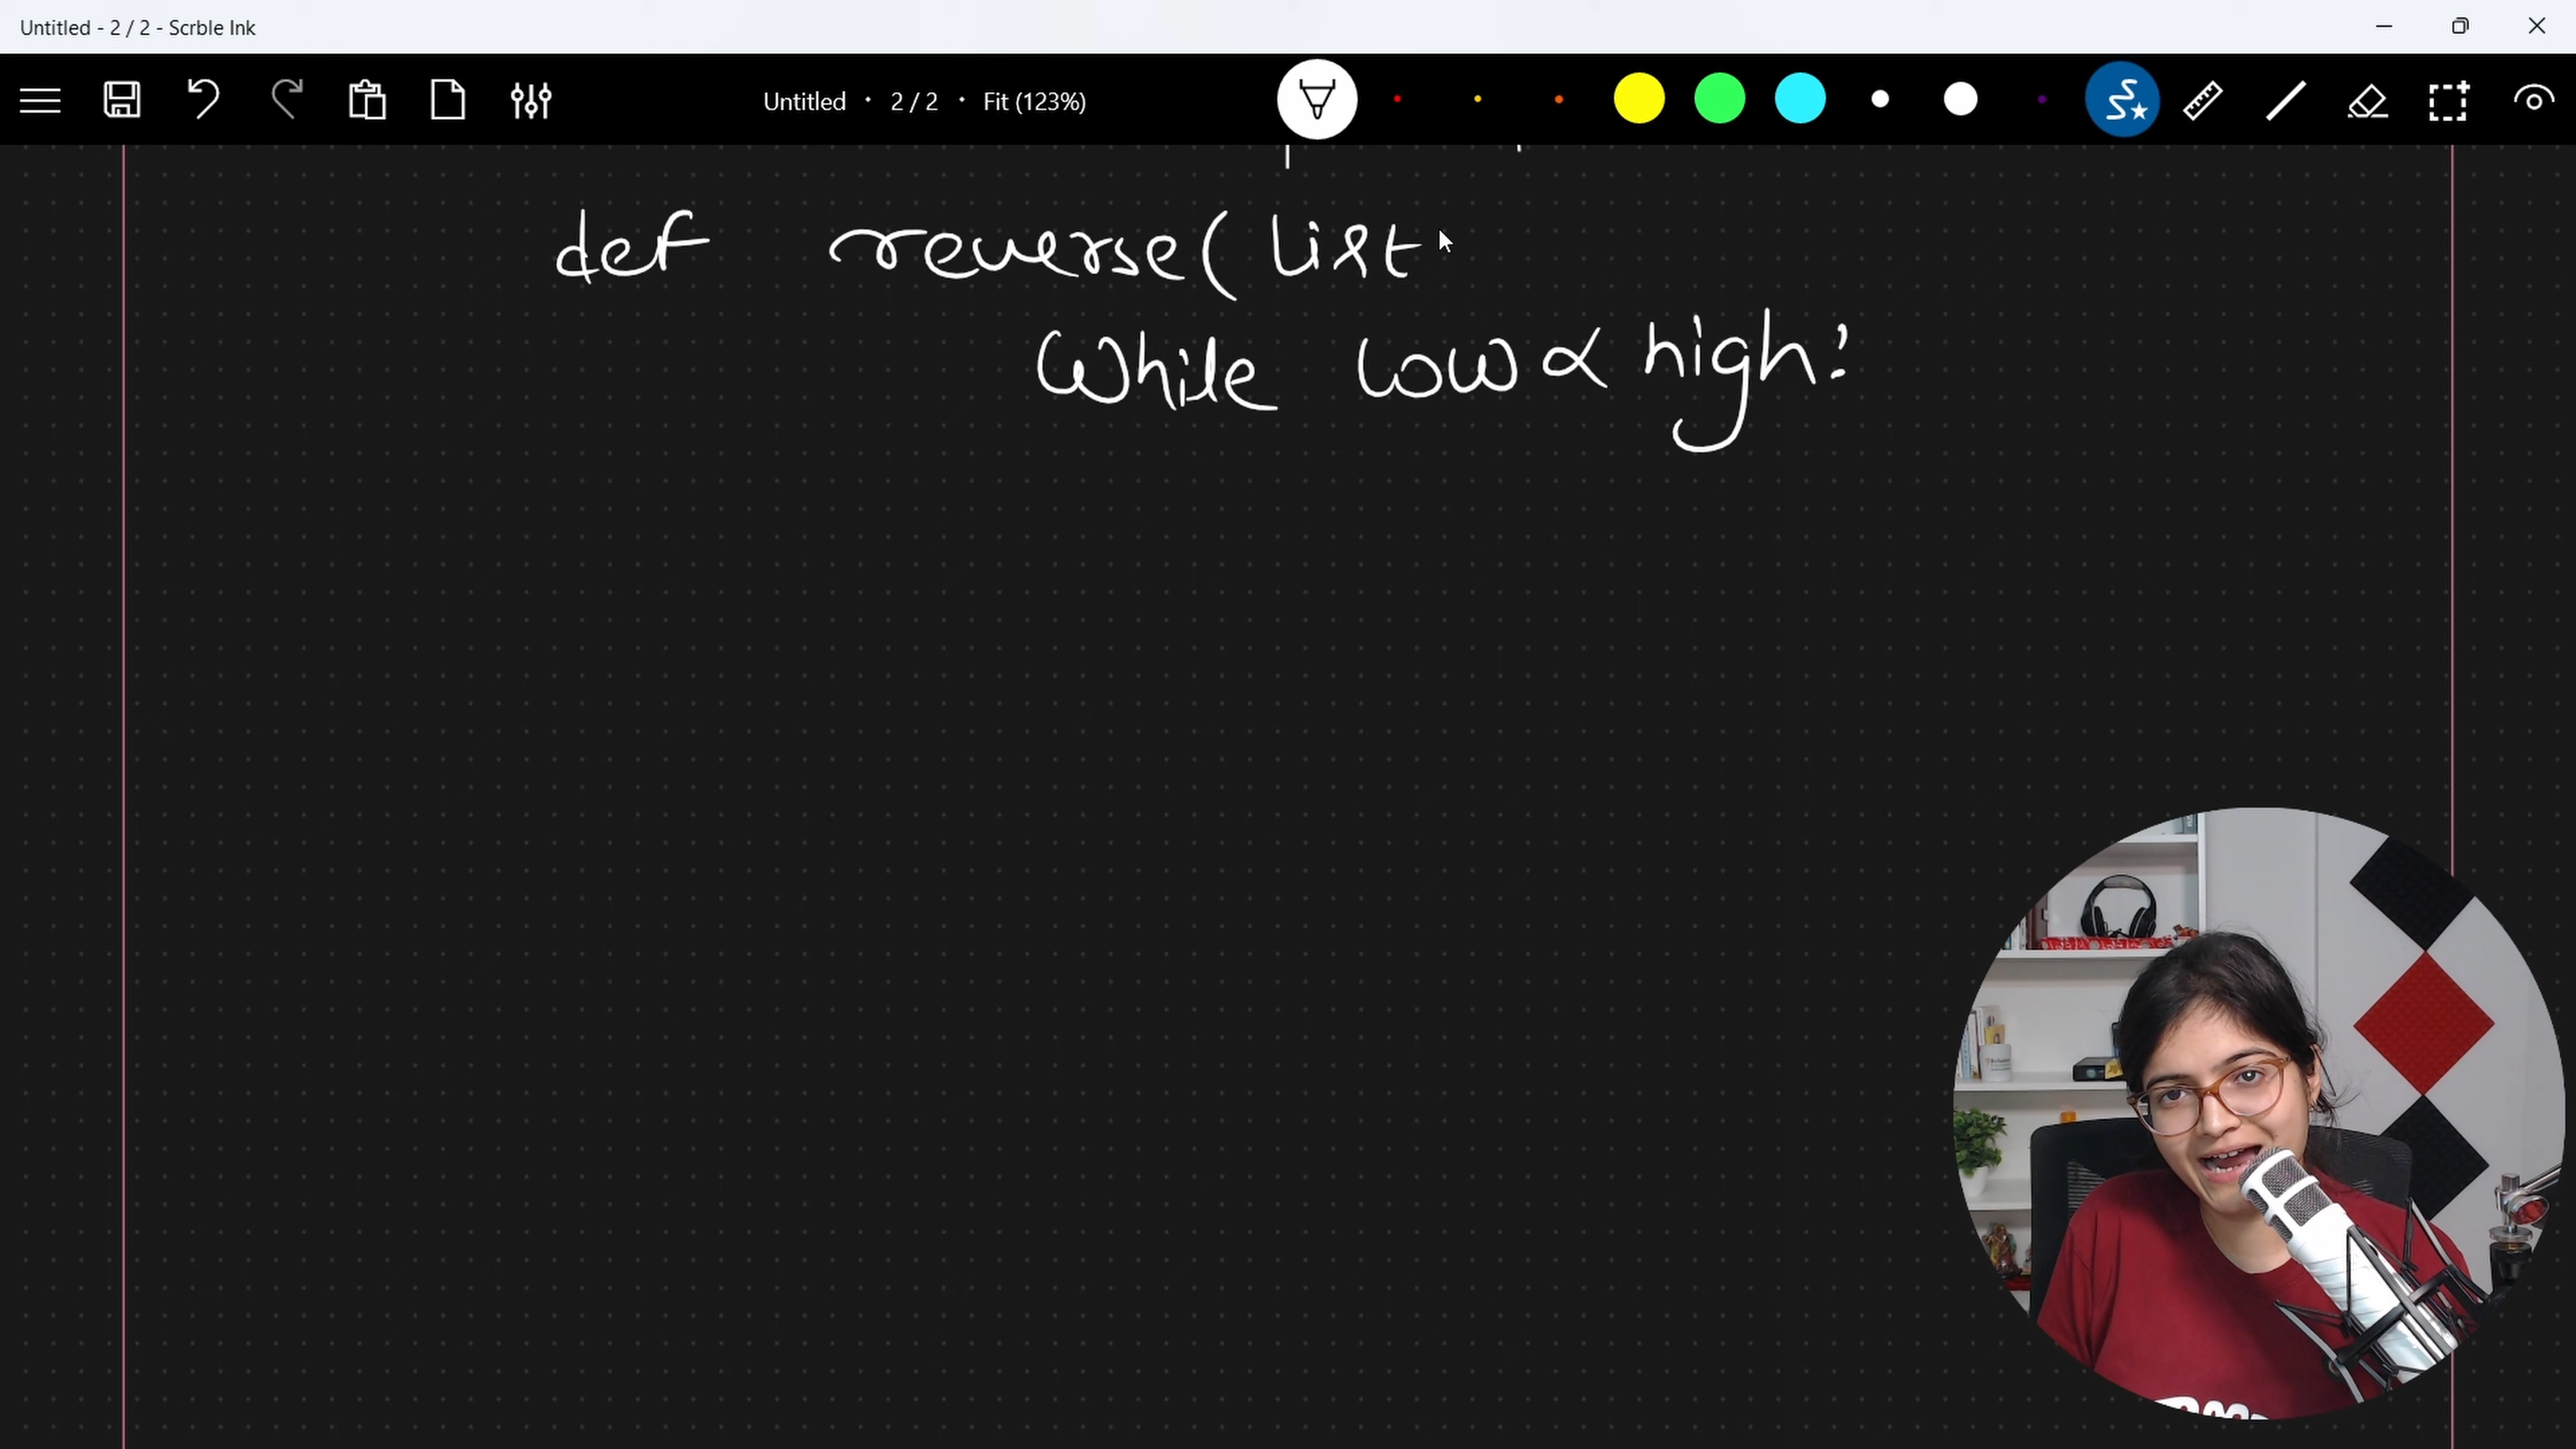 Untitled - 2 / 2 - Scrble Ink
Untitled • 2 / 2 • Fit (123%)
def reverse( list
while low < high: